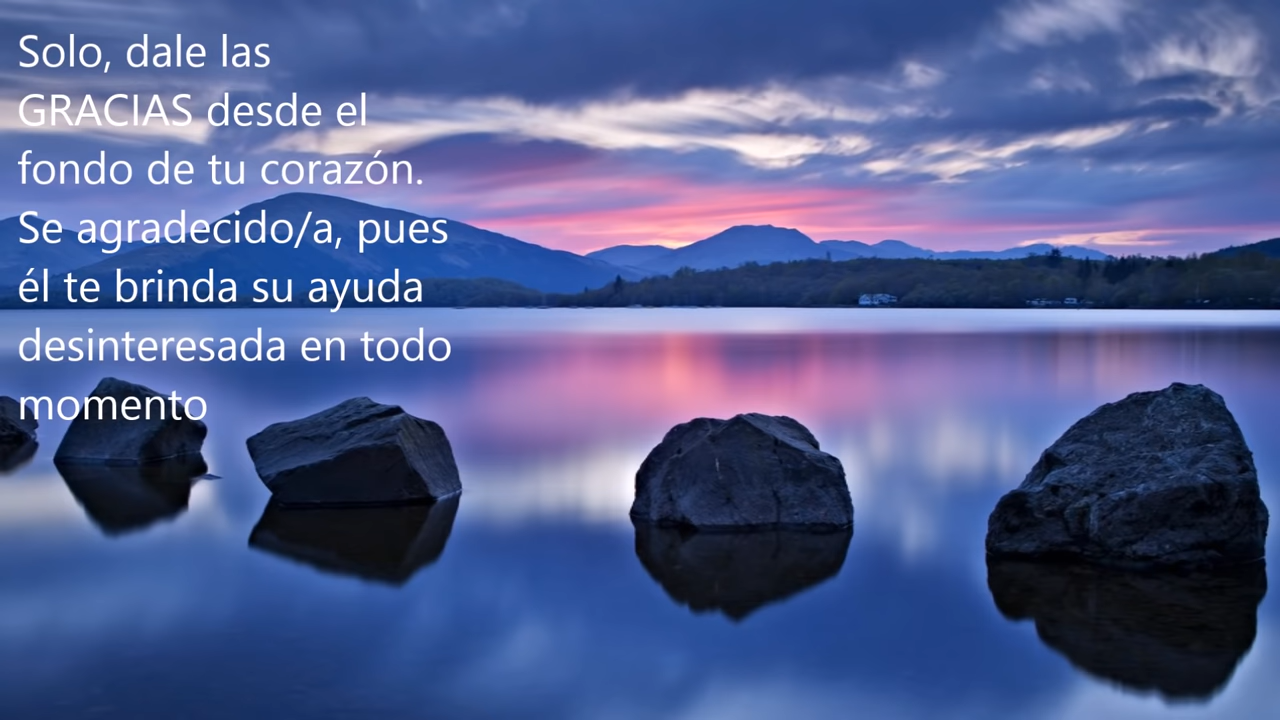 Solo, dale las
GRACIAS desde el
fondo de tu corazón.
Se agradecido/a, pues
él te brinda su ayuda
desinteresada en todo
momento